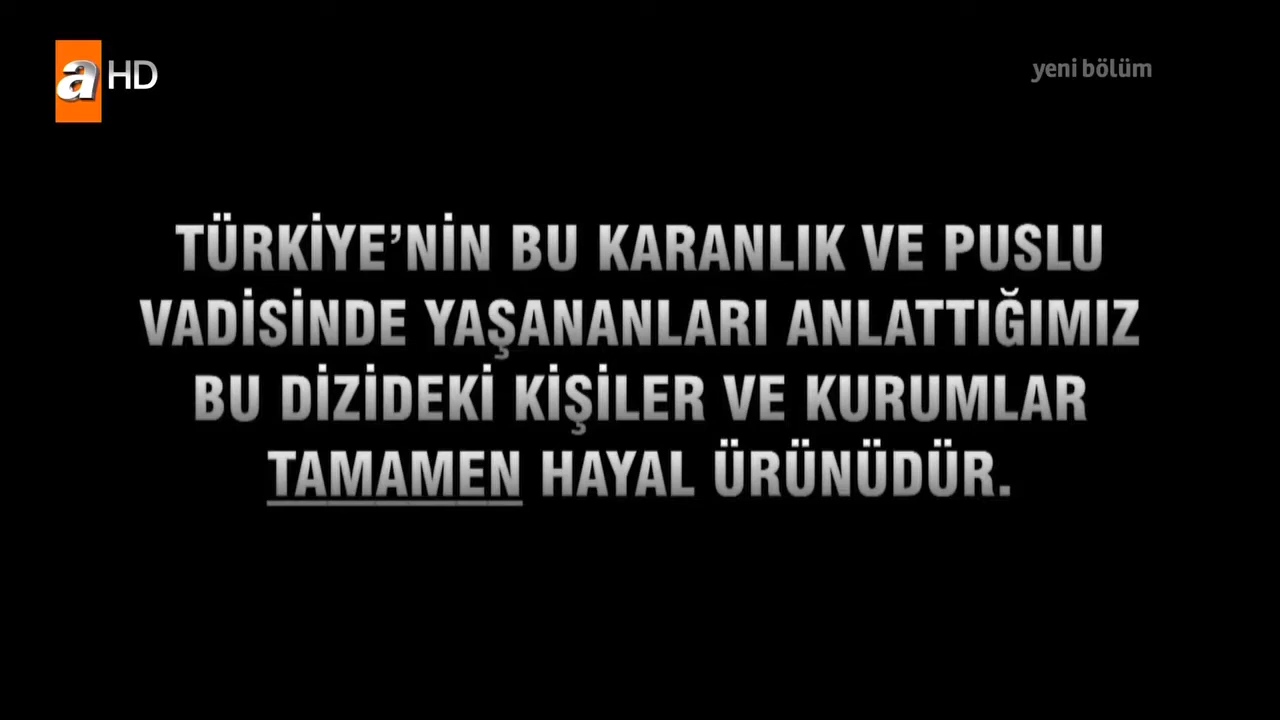 a HD
yeni bölüm
TÜRKİYE’NİN BU KARANLIK VE PUSLU
VADİSİNDE YAŞANANLARI ANLATTIĞIMIZ
BU DİZİDEKİ KİŞİLER VE KURUMLAR
TAMAMEN HAYAL ÜRÜNÜDÜR.